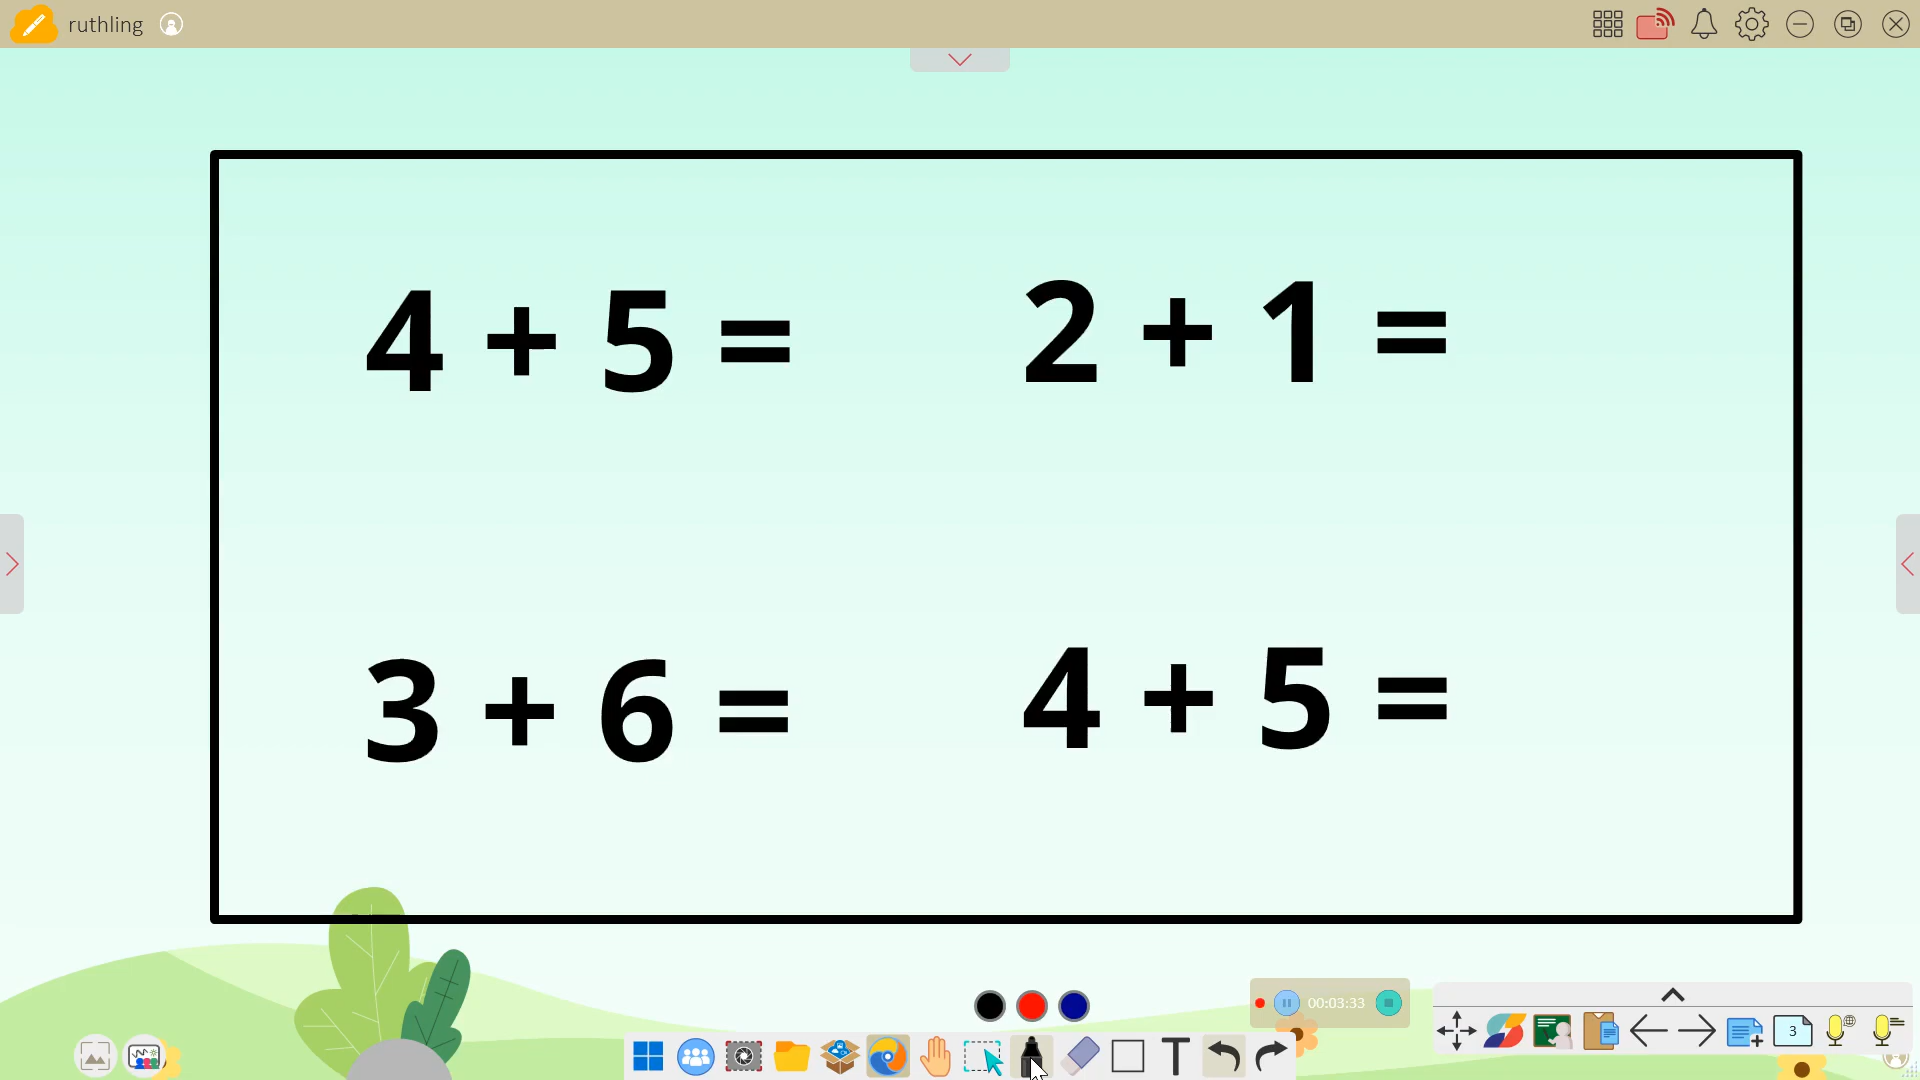 ruthling
4 + 5 =
2 + 1 =
3 + 6 =
4 + 5 =
00:03:33
3
T